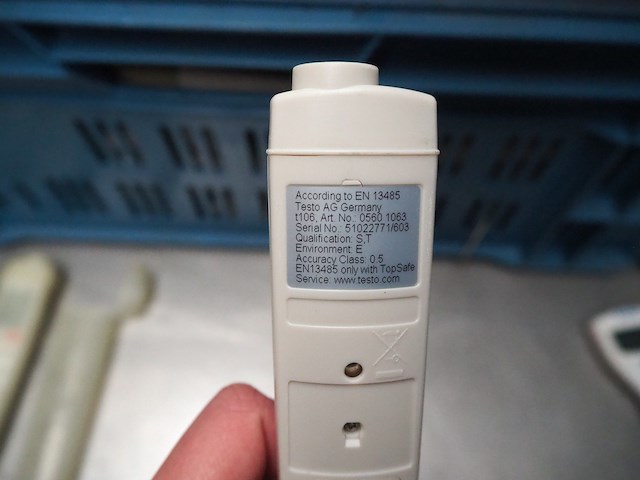 According to EN 13485
Testo AG Germany
t106, Art. No.: 0560 1063
Serial No.: 51022771/603
Qualification: S,T
Environment: E
Accuracy Class: 0.5
EN13485 only with TopSafe
Service: www.testo.com